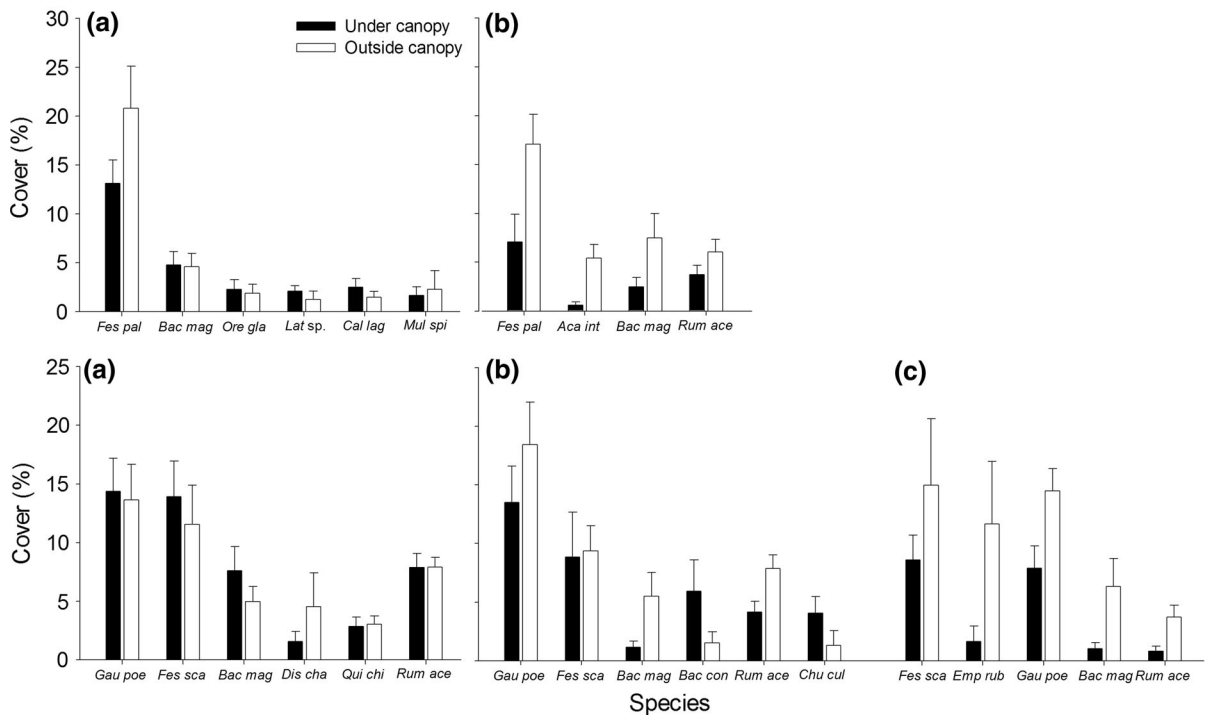 (a)
Under canopy
Outside canopy
(b)
30
25
20
15
10
5
0
Cover (%)
Fes pal Bac mag Ore gla Lat sp. Cal lag Mul spi
Fes pal Aca int Bac mag Rum ace
(a)
(b)
(c)
25
20
15
10
5
0
Cover (%)
Gau poe Fes sca Bac mag Dis cha Qui chi Rum ace
Gau poe Fes sca Bac mag Bac con Rum ace Chu cul
Fes sca Emp rub Gau poe Bac mag Rum ace
Species